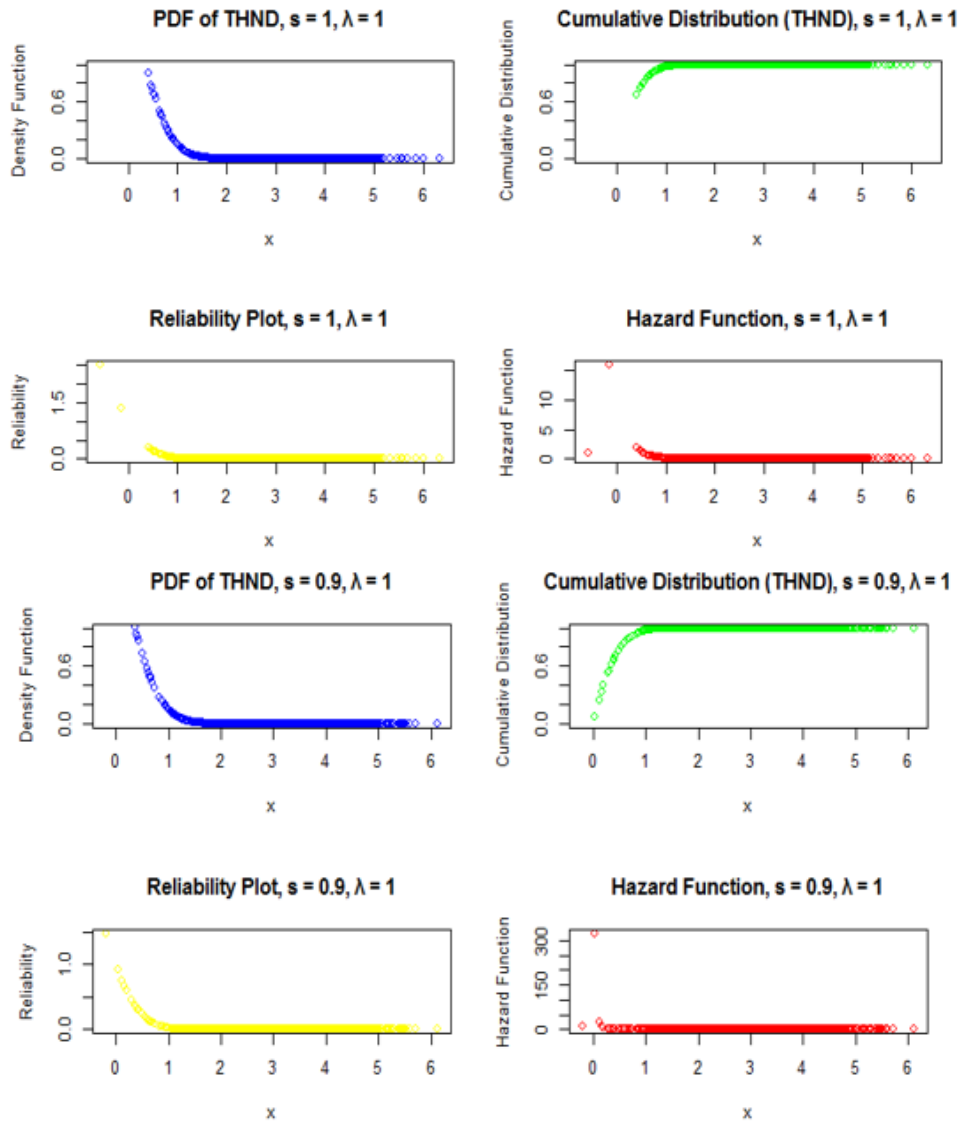 PDF of THND, s = 1, λ = 1
Density Function
0.6
0.0
0 1 2 3 4 5 6
x
Cumulative Distribution (THND), s = 1, λ = 1
Cumulative Distribution
0.6
0.0
0 1 2 3 4 5 6
x
Reliability Plot, s = 1, λ = 1
Reliability
1.5
0.0
0 1 2 3 4 5 6
x
Hazard Function, s = 1, λ = 1
Hazard Function
10
5
0
0 1 2 3 4 5 6
x
PDF of THND, s = 0.9, λ = 1
Density Function
0.6
0.0
0 1 2 3 4 5 6
x
Cumulative Distribution (THND), s = 0.9, λ = 1
Cumulative Distribution
0.6
0.0
0 1 2 3 4 5 6
x
Reliability Plot, s = 0.9, λ = 1
Reliability
1.0
0.0
0 1 2 3 4 5 6
x
Hazard Function, s = 0.9, λ = 1
Hazard Function
300
150
0
0 1 2 3 4 5 6
x